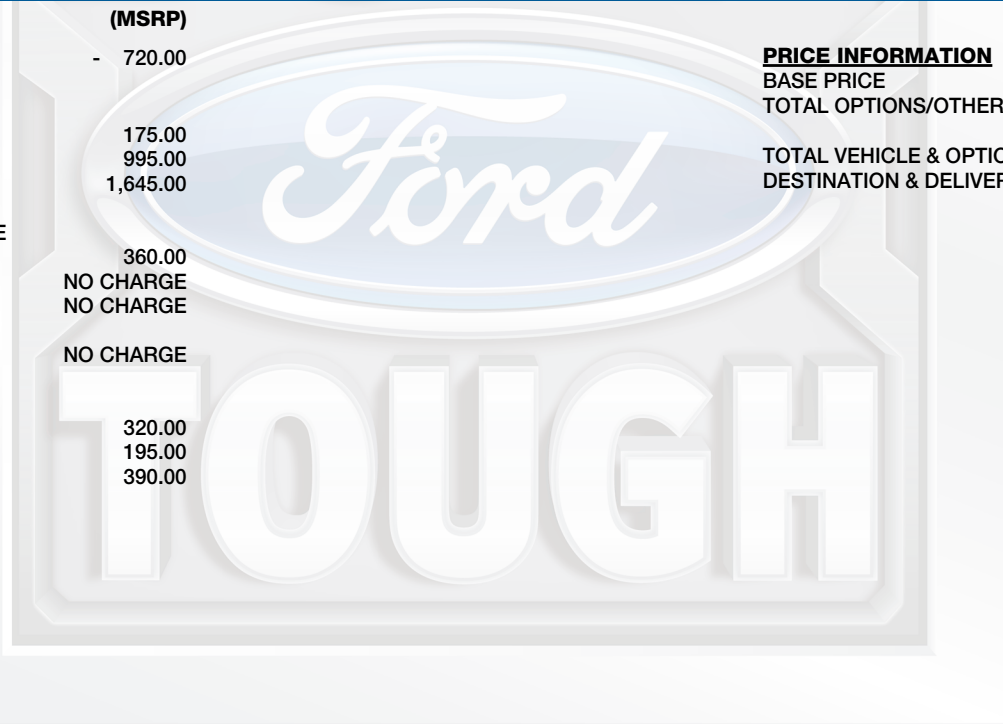 (MSRP)
- 720.00
175.00
995.00
1,645.00
E
360.00
NO CHARGE
NO CHARGE
NO CHARGE
320.00
195.00
390.00
PRICE INFORMATION
BASE PRICE
TOTAL OPTIONS/OTHER
TOTAL VEHICLE & OPTIO
DESTINATION & DELIVER
Ford
TOUGH